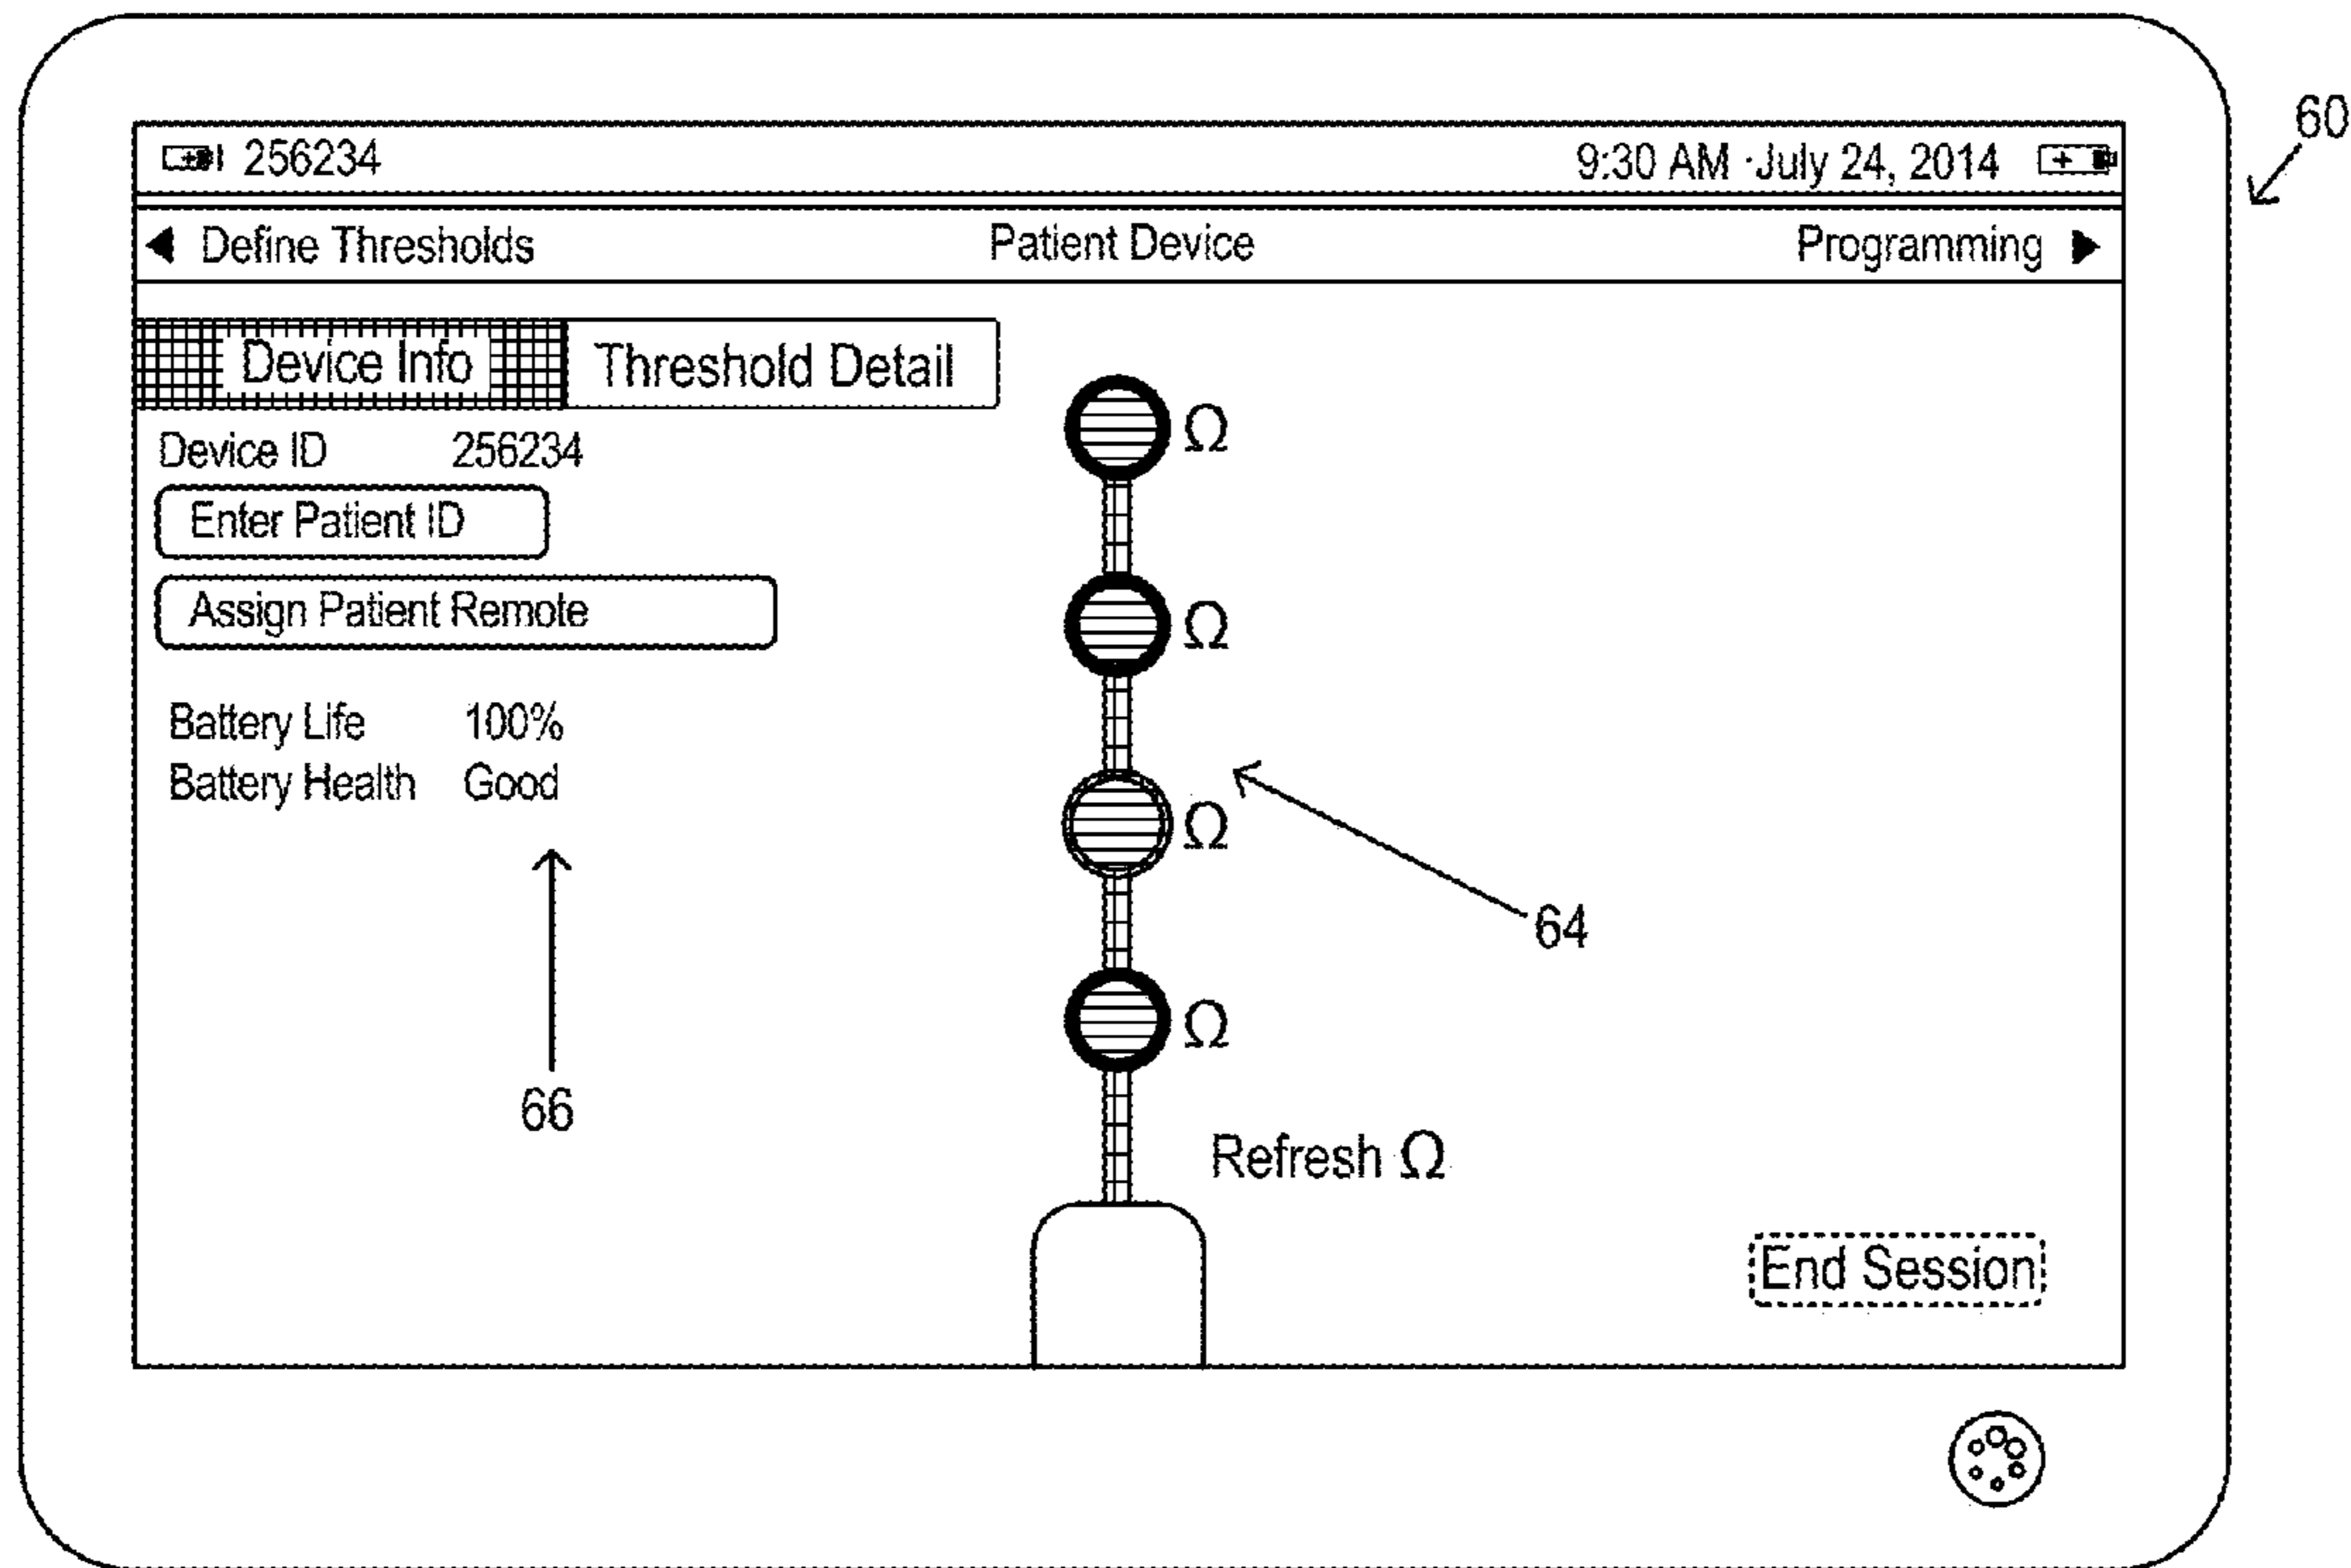 256234 9:30 AM ·July 24, 2014
60
Define Thresholds Patient Device Programming
Device Info Threshold Detail
Device ID 256234
Ω
Enter Patient ID
Assign Patient Remote
Ω
Battery Life 100%
Battery Health Good
Ω
64
Ω
66
Refresh Ω
End Session